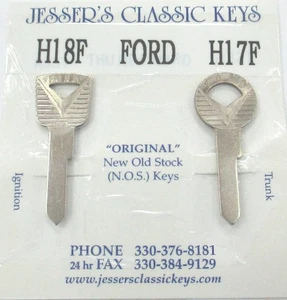 JESSER'S CLASSIC KEYS
H18F FORD H17F
"ORIGINAL"
New Old Stock
(N.O.S.) Keys
Ignition
Trunk
PHONE 330-376-8181
24 hr FAX 330-384-9129
www.jessersclassickeys.com